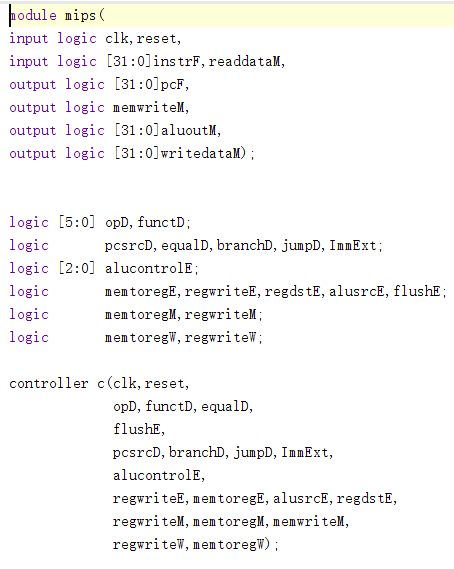 module mips(
input logic clk,reset,
input logic [31:0]instrF,readdataM,
output logic [31:0]pcF,
output logic memwriteM,
output logic [31:0]aluoutM,
output logic [31:0]writedataM);
logic [5:0] opD,functD;
logic       pcsrcD,equalD,branchD,jumpD,ImmExt;
logic [2:0] alucontrolE;
logic       memtoregE,regwriteE,regdstE,alusrcE,flushE;
logic       memtoregM,regwriteM;
logic       memtoregW,regwriteW;
controller c(clk,reset,
             opD,functD,equalD,
             flushE,
             pcsrcD,branchD,jumpD,ImmExt,
             alucontrolE,
             regwriteE,memtoregE,alusrcE,regdstE,
             regwriteM,memtoregM,memwriteM,
             regwriteW,memtoregW);